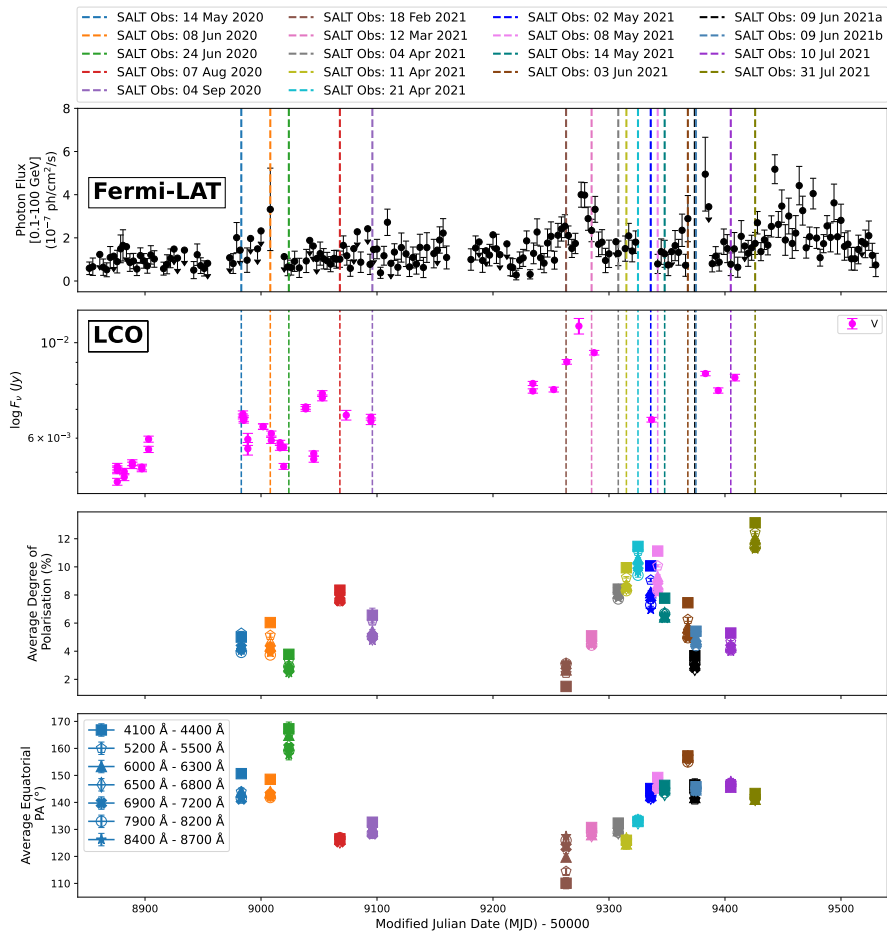 SALT Obs: 14 May 2020
SALT Obs: 08 Jun 2020
SALT Obs: 24 Jun 2020
SALT Obs: 07 Aug 2020
SALT Obs: 04 Sep 2020
SALT Obs: 18 Feb 2021
SALT Obs: 12 Mar 2021
SALT Obs: 04 Apr 2021
SALT Obs: 11 Apr 2021
SALT Obs: 21 Apr 2021
SALT Obs: 02 May 2021
SALT Obs: 08 May 2021
SALT Obs: 14 May 2021
SALT Obs: 03 Jun 2021
SALT Obs: 09 Jun 2021a
SALT Obs: 09 Jun 2021b
SALT Obs: 10 Jul 2021
SALT Obs: 31 Jul 2021
Photon Flux
[0.1-100 GeV]
(10⁻⁷ ph/cm²/s)
8
6
4
2
0
Fermi-LAT
log Fν (Jy)
10⁻²
6 × 10⁻³
LCO
V
Average Degree of
Polarisation (%)
12
10
8
6
4
2
Average Equatorial
PA (°)
170
160
150
140
130
120
110
4100 Å - 4400 Å
5200 Å - 5500 Å
6000 Å - 6300 Å
6500 Å - 6800 Å
6900 Å - 7200 Å
7900 Å - 8200 Å
8400 Å - 8700 Å
8900 9000 9100 9200 9300 9400 9500
Modified Julian Date (MJD) - 50000